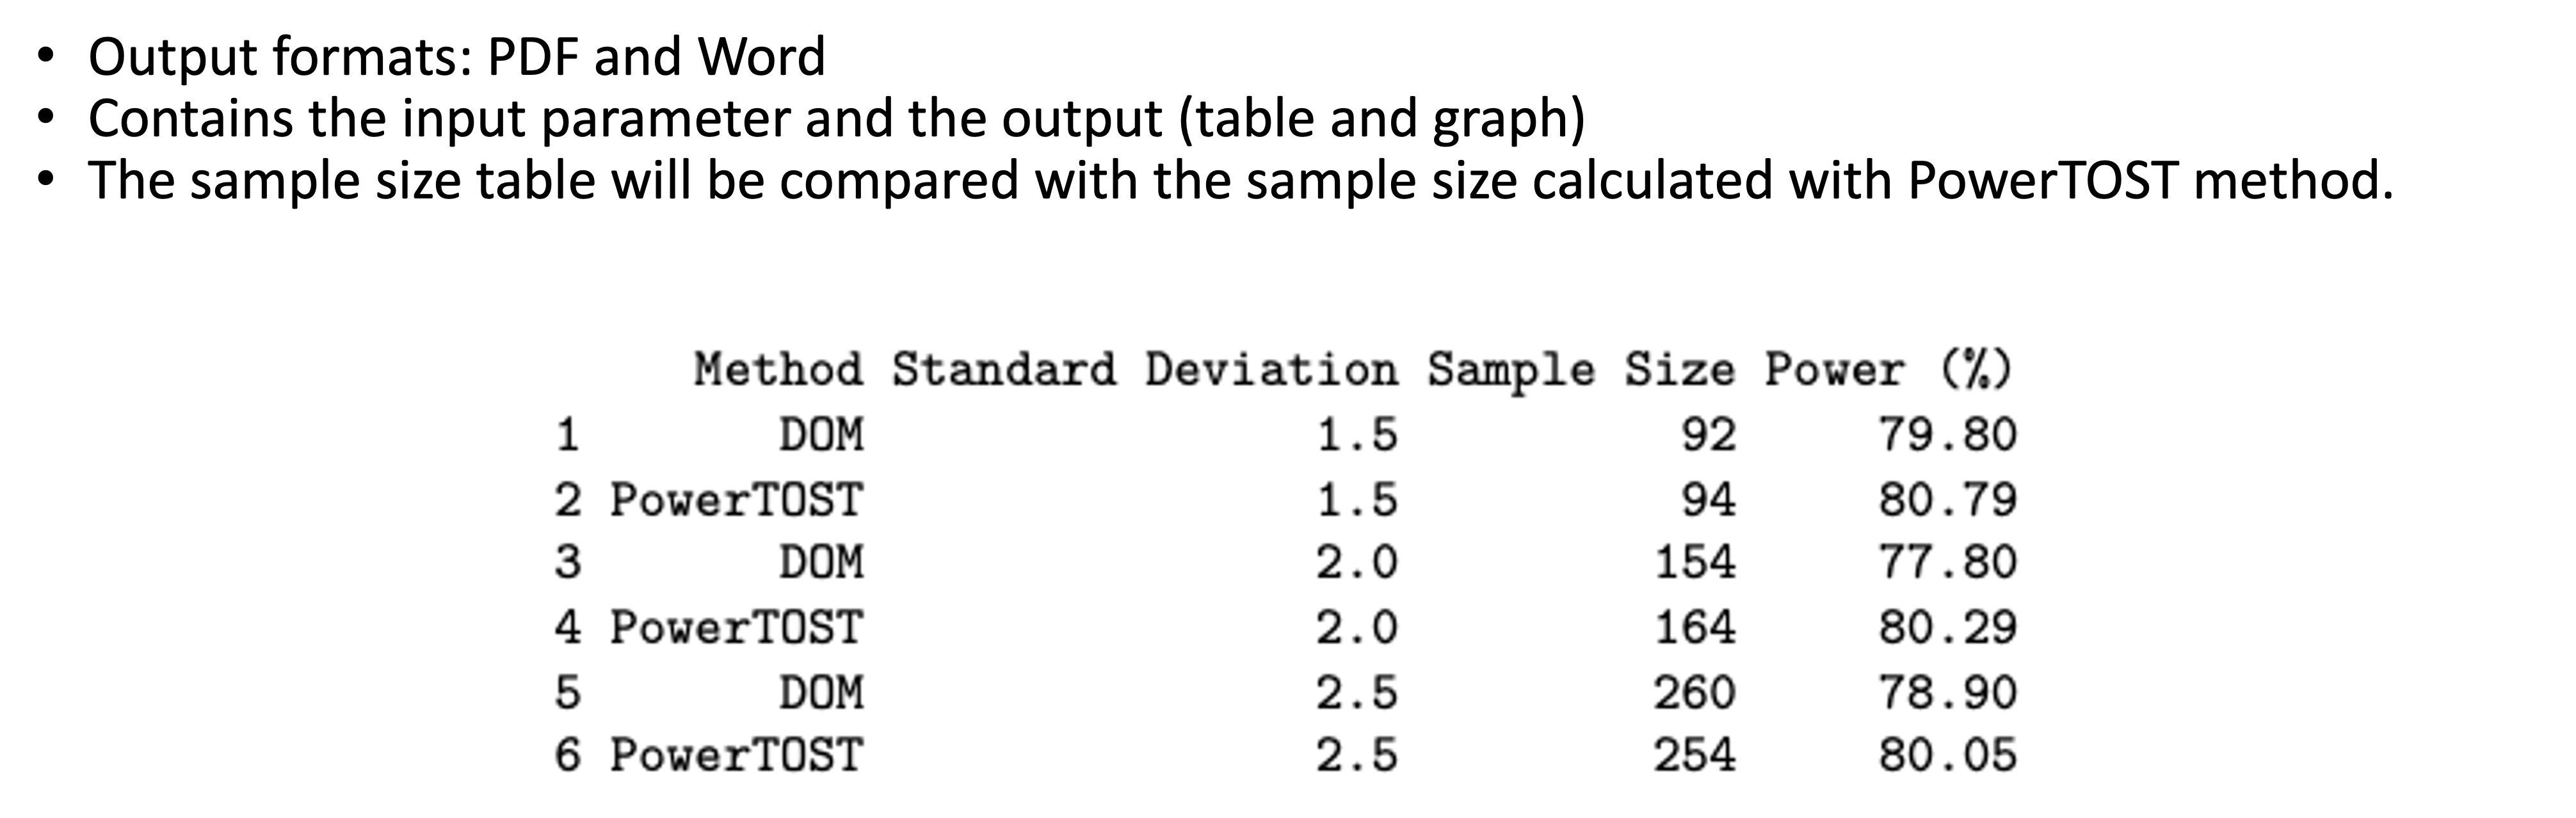 • Output formats: PDF and Word
• Contains the input parameter and the output (table and graph)
• The sample size table will be compared with the sample size calculated with PowerTOST method.
Method Standard Deviation Sample Size Power (%)
1 DOM 1.5 92 79.80
2 PowerTOST 1.5 94 80.79
3 DOM 2.0 154 77.80
4 PowerTOST 2.0 164 80.29
5 DOM 2.5 260 78.90
6 PowerTOST 2.5 254 80.05